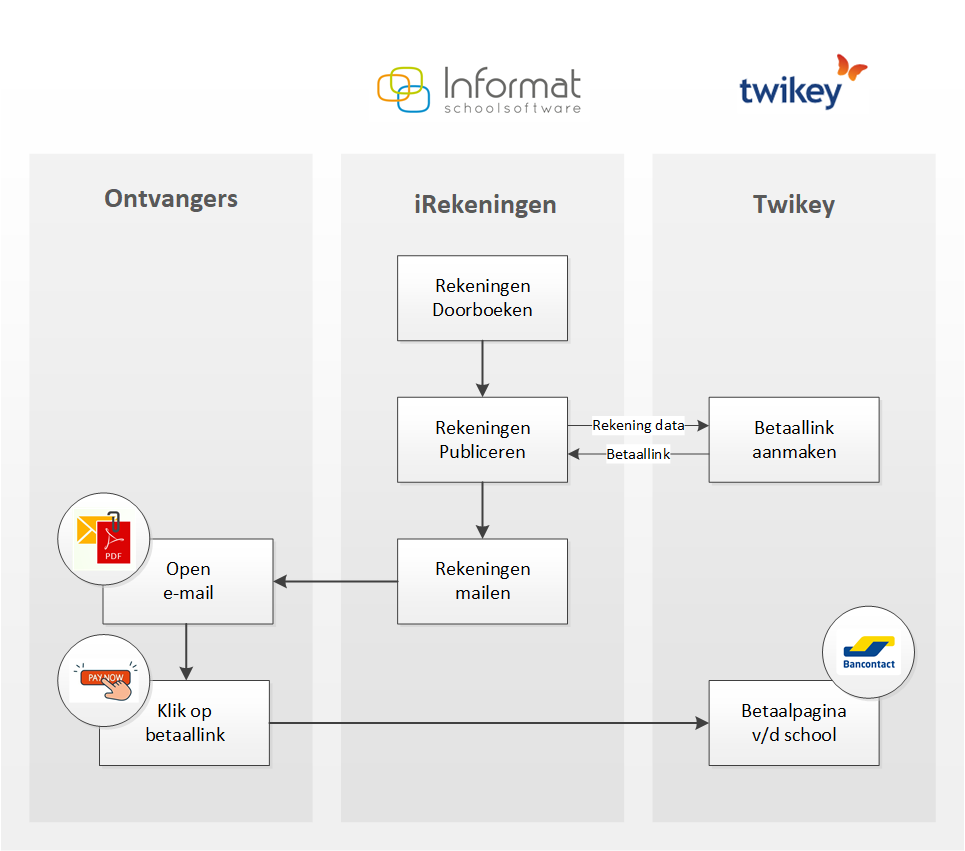 Informat
schoolsoftware
twikey
Ontvangers
iRekeningen
Twikey
Rekeningen
Doorboeken
Rekeningen
Publiceren
Rekening data
Betaallink
Betaallink
aanmaken
PDF
Open
e-mail
Rekeningen
mailen
Bancontact
PAY NOW
Klik op
betaallink
Betaalpagina
v/d school